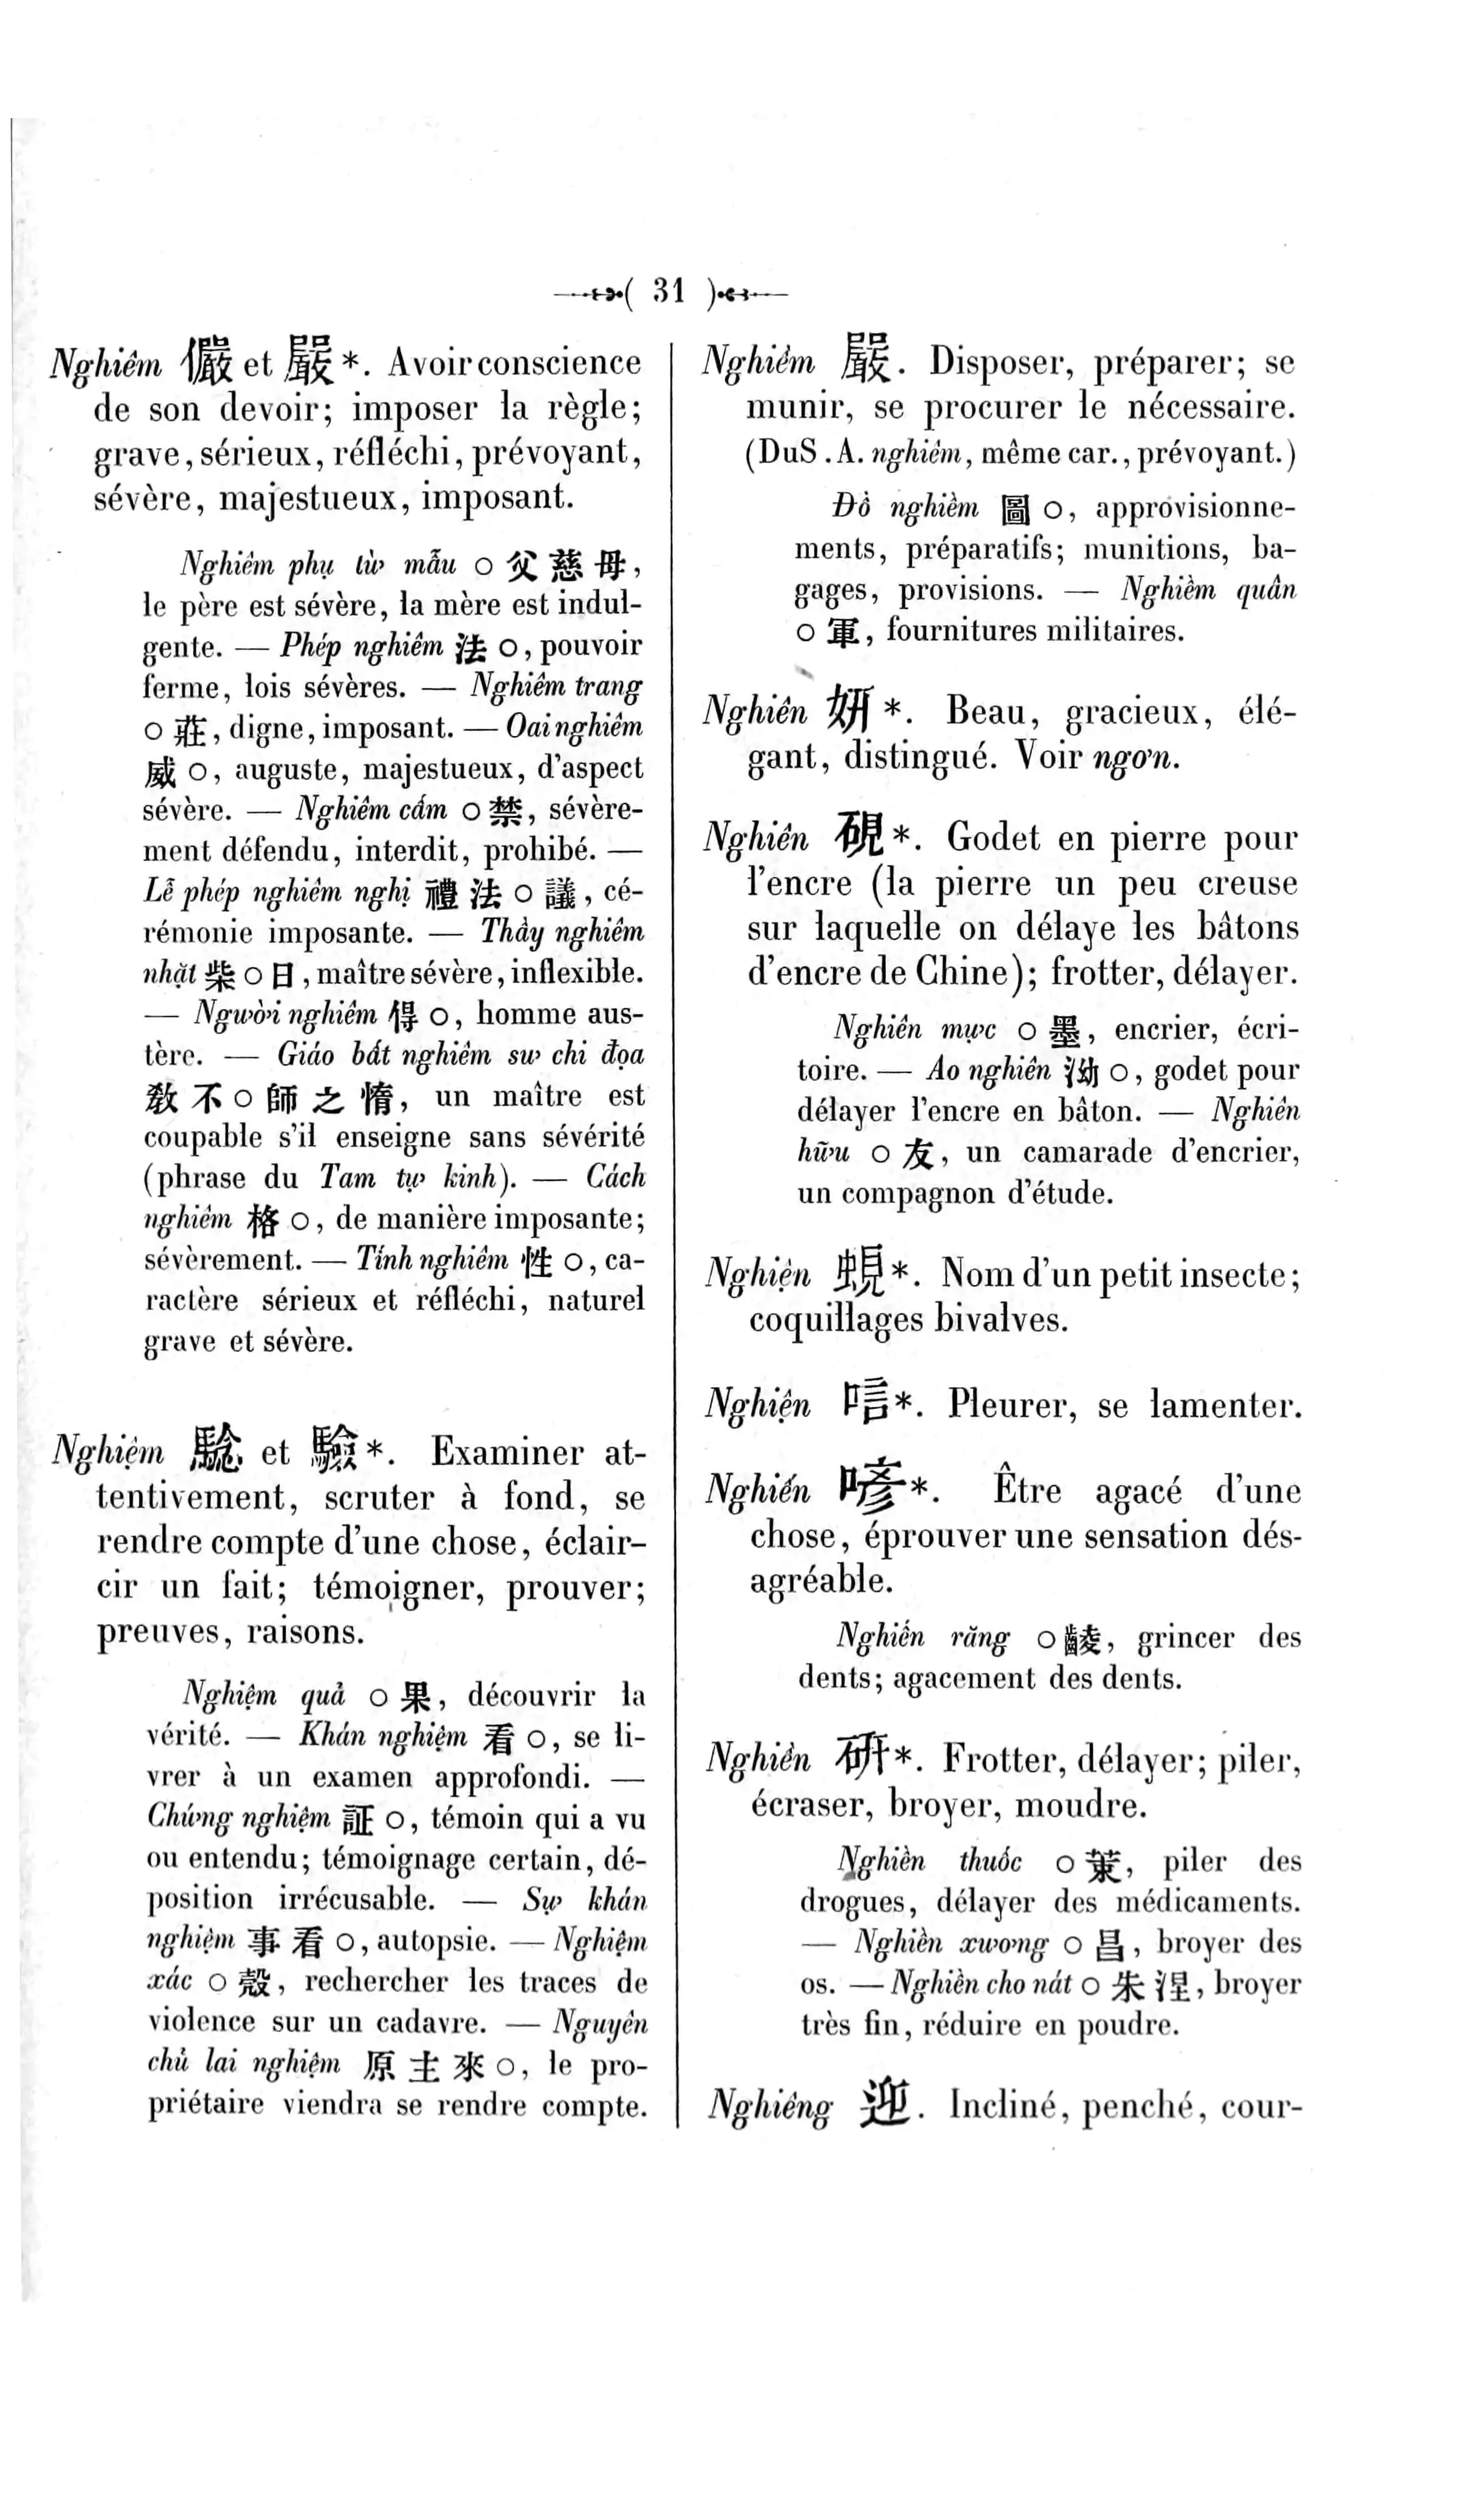 ( 31 )
Nghiêm 儼 et 嚴 *. Avoir conscience
de son devoir; imposer la règle;
grave, sérieux, réfléchi, prévoyant,
sévère, majestueux, imposant.
Nghiêm phụ từ mẫu ○ 父 慈 母,
le père est sévère, la mère est indul-
gente. — Phép nghiêm 法 ○, pouvoir
ferme, lois sévères. — Nghiêm trang
○ 莊, digne, imposant. — Oai nghiêm
威 ○, auguste, majestueux, d'aspect
sévère. — Nghiêm cấm ○ 禁, sévère-
ment défendu, interdit, prohibé. —
Lễ phép nghiêm nghị 禮 法 ○ 議, cé-
rémonie imposante. — Thầy nghiêm
nhặt 柴 ○ 日, maître sévère, inflexible.
— Người nghiêm 得 ○, homme aus-
tère. — Giáo bất nghiêm sư chi đọa
敎 不 ○ 師 之 惰, un maître est
coupable s'il enseigne sans sévérité
(phrase du Tam tự kinh). — Cách
nghiêm 格 ○, de manière imposante;
sévèrement. — Tính nghiêm 性 ○, ca-
ractère sérieux et réfléchi, naturel
grave et sévère.
Nghiệm 騐 et 驗 *. Examiner at-
tentivement, scruter à fond, se
rendre compte d'une chose, éclair-
cir un fait; témoigner, prouver;
preuves, raisons.
Nghiệm quả ○ 果, découvrir la
vérité. — Khán nghiệm 看 ○, se li-
vrer à un examen approfondi. —
Chứng nghiệm 証 ○, témoin qui a vu
ou entendu; témoignage certain, dé-
position irrécusable. — Sự khán
nghiệm 事 看 ○, autopsie. — Nghiệm
xác ○ 殼, rechercher les traces de
violence sur un cadavre. — Nguyên
chủ lai nghiệm 原 主 來 ○, le pro-
priétaire viendra se rendre compte.
Nghiềm 嚴. Disposer, préparer; se
munir, se procurer le nécessaire.
(Du S. A. nghiêm, même car., prévoyant.)
Đồ nghiềm 圖 ○, approvisionne-
ments, préparatifs; munitions, ba-
gages, provisions. — Nghiềm quân
○ 軍, fournitures militaires.
Nghiên 妍 *. Beau, gracieux, élé-
gant, distingué. Voir ngơn.
Nghiên 硯 *. Godet en pierre pour
l'encre (la pierre un peu creuse
sur laquelle on délaye les bâtons
d'encre de Chine); frotter, délayer.
Nghiên mực ○ 墨, encrier, écri-
toire. — Ao nghiên 泑 ○, godet pour
délayer l'encre en bâton. — Nghiên
hữu ○ 友, un camarade d'encrier,
un compagnon d'étude.
Nghiện 蜆 *. Nom d'un petit insecte;
coquillages bivalves.
Nghiện 唁 *. Pleurer, se lamenter.
Nghiến 喭 *. Être agacé d'une
chose, éprouver une sensation dés-
agréable.
Nghiến răng ○, grincer des
dents; agacement des dents.
Nghiền 硏 *. Frotter, délayer; piler,
écraser, broyer, moudre.
Nghiền thuốc ○, piler des
drogues, délayer des médicaments.
— Nghiền xương ○ 昌, broyer des
os. — Nghiền cho nát ○ 朱 涅, broyer
très fin, réduire en poudre.
Nghiêng 迎. Incliné, penché, cour-